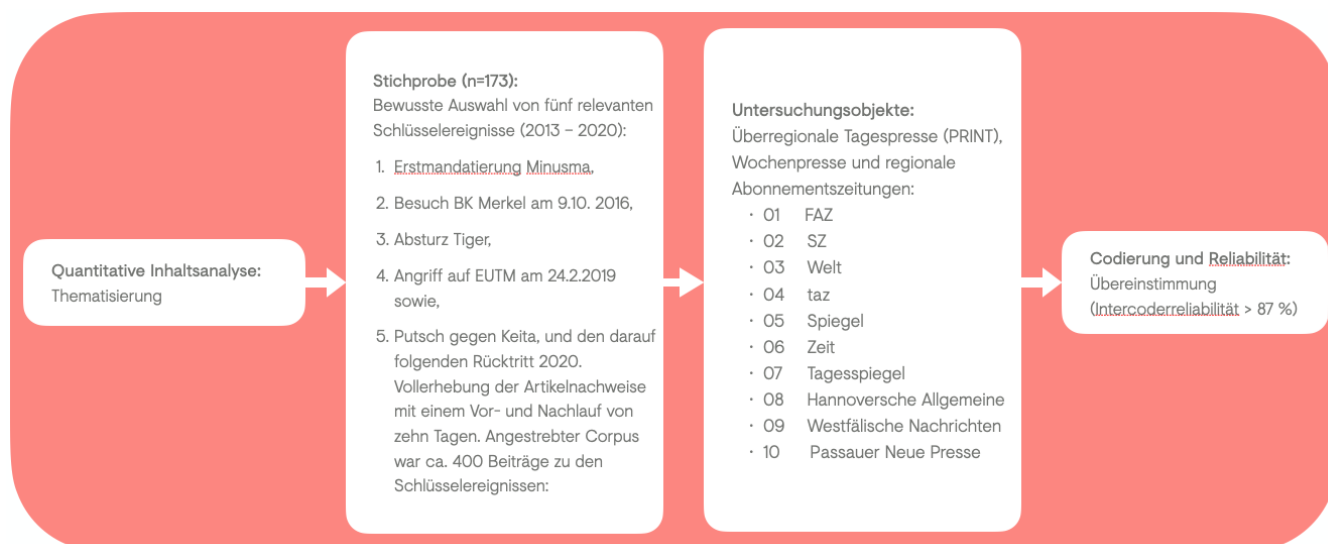 Quantitative Inhaltsanalyse:
Thematisierung
Stichprobe (n=173):
Bewusste Auswahl von fünf relevanten
Schlüsselereignisse (2013 – 2020):
1. Erstmandatierung Minusma,
2. Besuch BK Merkel am 9.10. 2016,
3. Absturz Tiger,
4. Angriff auf EUTM am 24.2.2019
sowie,
5. Putsch gegen Keita, und den darauf
folgenden Rücktritt 2020.
Vollerhebung der Artikelnachweise
mit einem Vor- und Nachlauf von
zehn Tagen. Angestrebter Corpus
war ca. 400 Beiträge zu den
Schlüsselereignissen:
Untersuchungsobjekte:
Überregionale Tagespresse (PRINT),
Wochenpresse und regionale
Abonnementszeitungen:
· 01 FAZ
· 02 SZ
· 03 Welt
· 04 taz
· 05 Spiegel
· 06 Zeit
· 07 Tagesspiegel
· 08 Hannoversche Allgemeine
· 09 Westfälische Nachrichten
· 10 Passauer Neue Presse
Codierung und Reliabilität:
Übereinstimmung
(Intercoderreliabilität > 87 %)